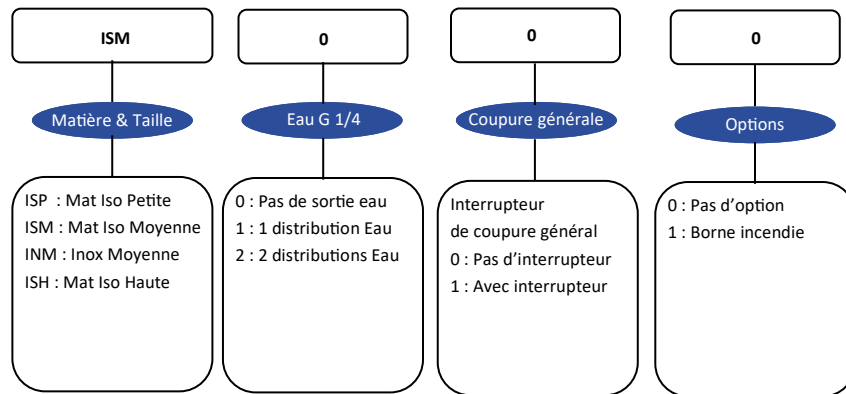 ISM
0
0
0
Matière & Taille
Eau G 1/4
Coupure générale
Options
ISP : Mat Iso Petite
ISM : Mat Iso Moyenne
INM : Inox Moyenne
ISH : Mat Iso Haute
0 : Pas de sortie eau
1 : 1 distribution Eau
2 : 2 distributions Eau
Interrupteur
de coupure général
0 : Pas d'interrupteur
1 : Avec interrupteur
0 : Pas d'option
1 : Borne incendie